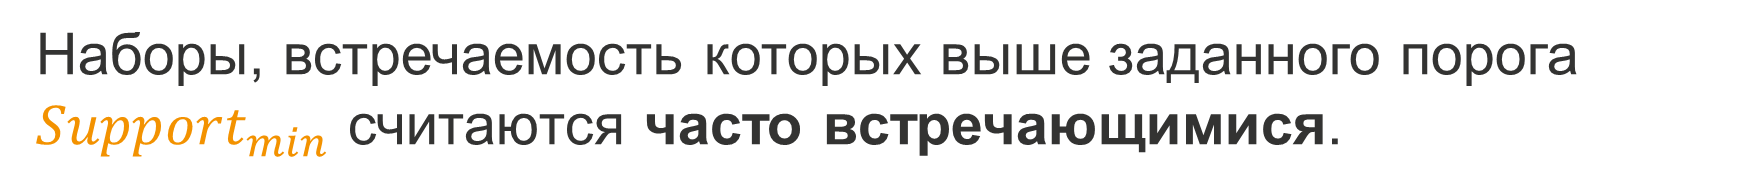 Наборы, встречаемость которых выше заданного порога
Support_min считаются часто встречающимися.